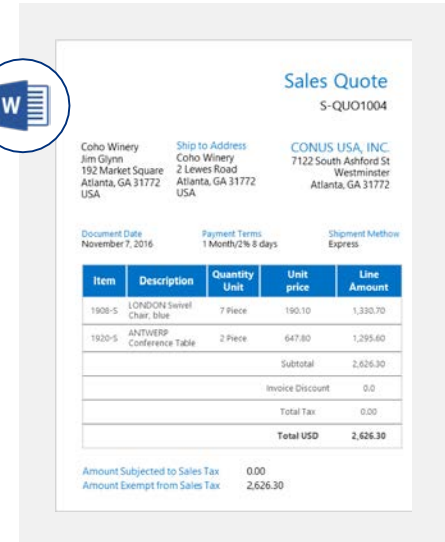 W
Sales Quote
S-QUO1004
Coho Winery
Jim Glynn
192 Market Square
Atlanta, GA 31772
USA
Ship to Address
Coho Winery
2 Lewes Road
Atlanta, GA 31772
USA
CONUS USA, INC.
7122 South Ashford St
Westminster
Atlanta, GA 31772
Document Date Payment Terms Shipment Methow
November 7, 2016 1 Month/2% 8 days Express
Item Description Quantity Unit Unit price Line Amount
1908-S LONDON Swivel Chair, blue 7 Piece 190.10 1,330.70
1920-S ANTWERP Conference Table 2 Piece 647.80 1,295.60
Subtotal 2,626.30
Invoice Discount 0.0
Total Tax 0.00
Total USD 2,626.30
Amount Subjected to Sales Tax 0.00
Amount Exempt from Sales Tax 2,626.30